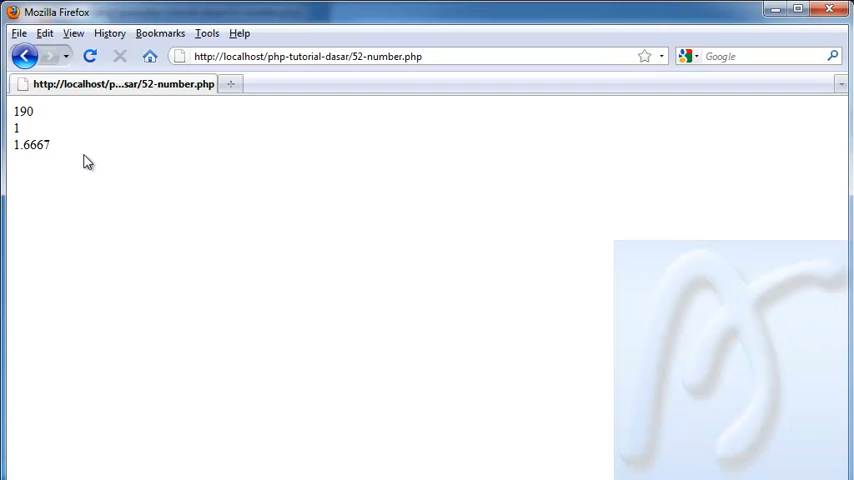 Mozilla Firefox
File Edit View History Bookmarks Tools Help
http://localhost/php-tutorial-dasar/52-number.php
Google
http://localhost/p...sar/52-number.php
190
1
1.6667